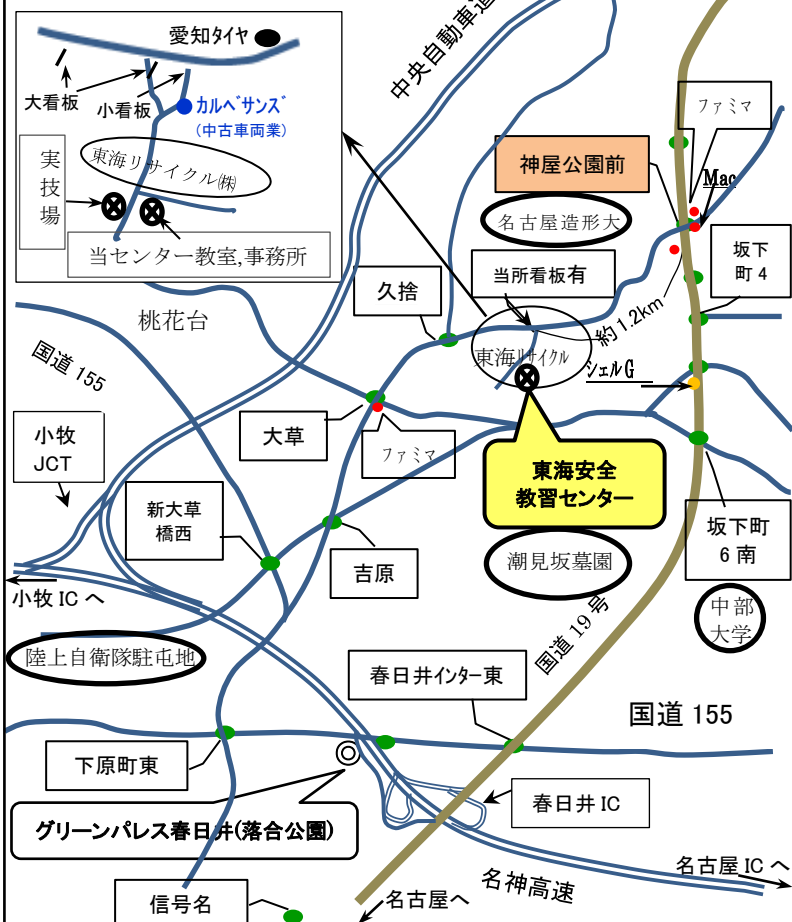 愛知タイヤ
大看板
小看板
カルベサンズ
(中古車両業)
東海リサイクル㈱
実技場
当センター教室,事務所
中央自動車道
ファミマ
神屋公園前
Mac
名古屋造形大
坂下
町 4
久捨
当所看板有
約 1.2km
桃花台
東海リサイクル
シェル G
国道 155
大草
ファミマ
小牧
JCT
東海安全
教習センター
新大草
橋西
坂下町
6 南
吉原
潮見坂墓園
小牧 IC へ
中部
大学
国道 19 号
陸上自衛隊駐屯地
春日井インター東
国道 155
下原町東
春日井 IC
グリーンパレス春日井(落合公園)
名古屋 IC へ
名神高速
名古屋へ
信号名